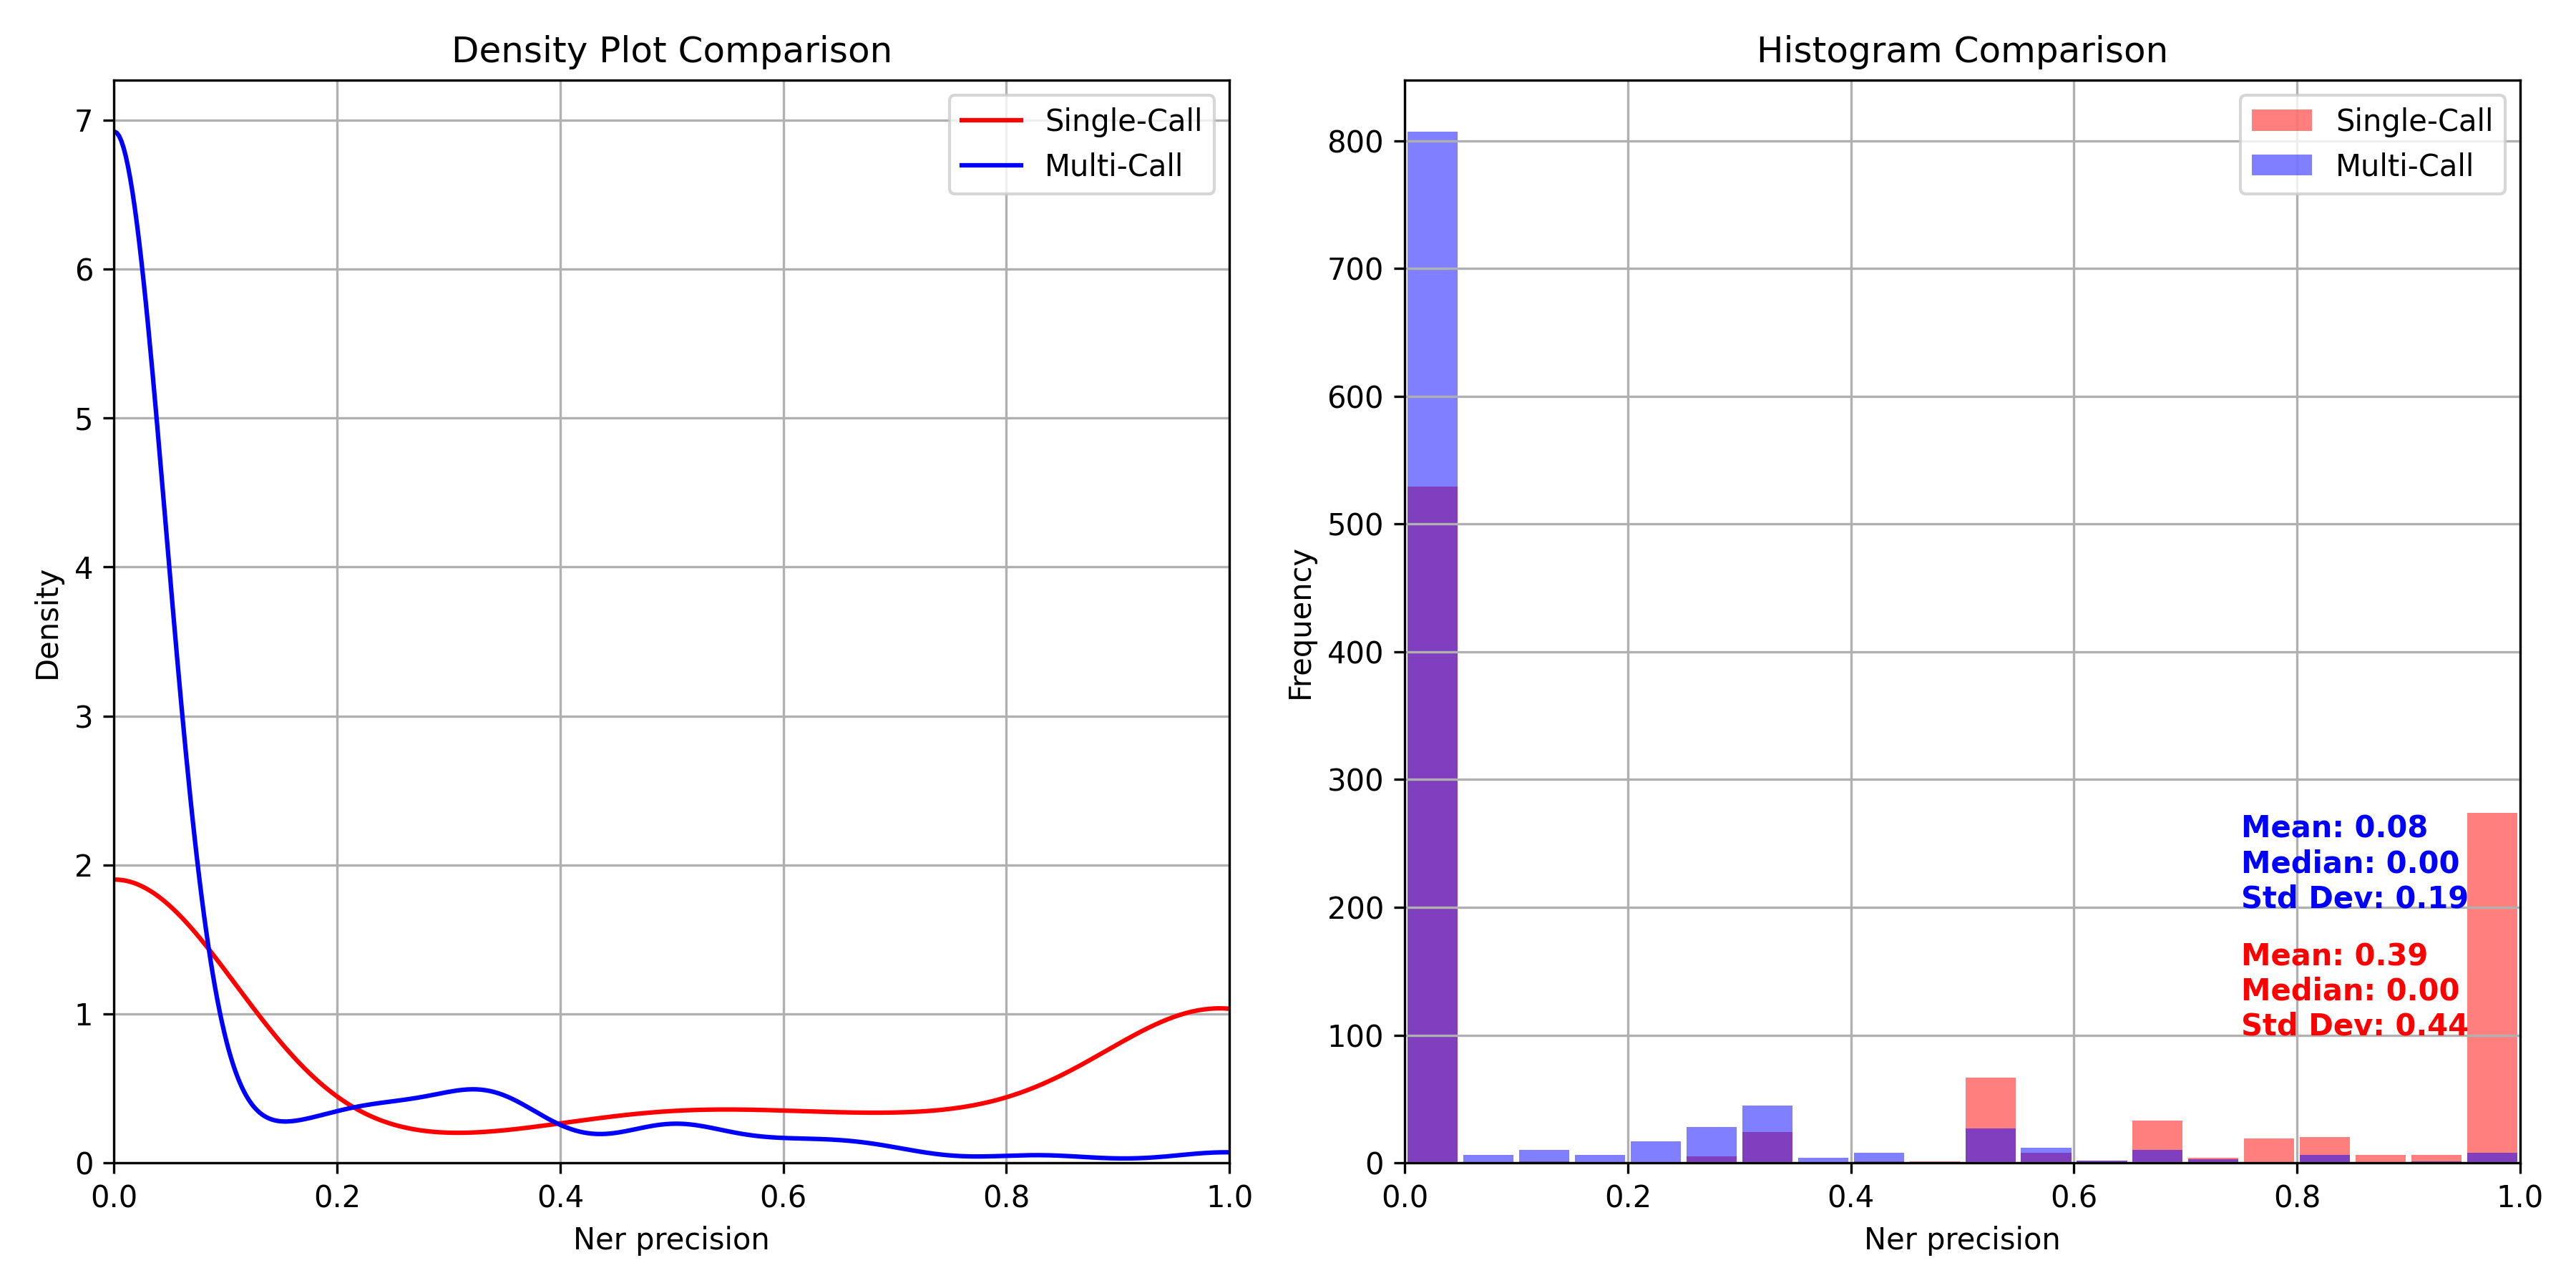 Density Plot Comparison
Single-Call
Multi-Call
7
6
5
4
3
2
1
0
Density
0.0 0.2 0.4 0.6 0.8 1.0
Ner precision
Histogram Comparison
Single-Call
Multi-Call
800
700
600
500
400
300
200
100
0
Frequency
Mean: 0.08
Median: 0.00
Std Dev: 0.19
Mean: 0.39
Median: 0.00
Std Dev: 0.44
0.0 0.2 0.4 0.6 0.8 1.0
Ner precision